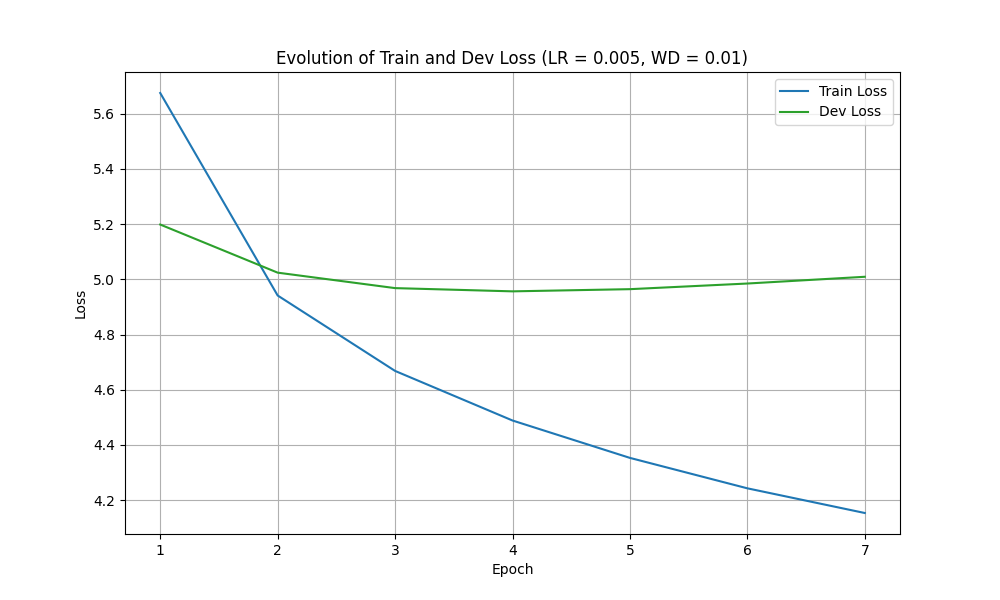 Evolution of Train and Dev Loss (LR = 0.005, WD = 0.01)
Train Loss
Dev Loss
5.6
5.4
5.2
5.0
4.8
4.6
4.4
4.2
Loss
1 2 3 4 5 6 7
Epoch